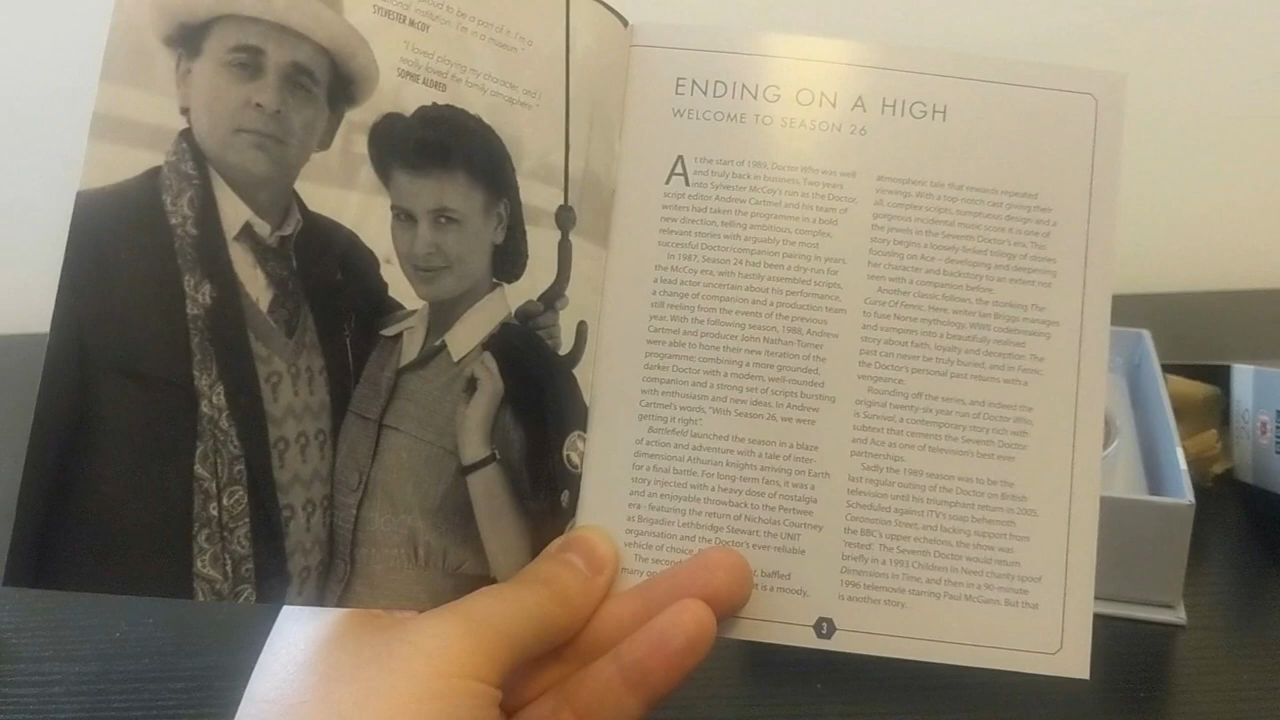 proud to be a part of it. I'm a
national institution. I'm in a museum."
SYLVESTER McCOY
"I loved playing my character, and I
really loved the family atmosphere."
SOPHIE ALDRED
ENDING ON A HIGH
WELCOME TO SEASON 26
At the start of 1989, Doctor Who was well
and truly back in business. Two years
into Sylvester McCoy's run as the Doctor,
script editor Andrew Cartmel and his team of
writers had taken the programme in a bold
new direction, telling ambitious, complex,
relevant stories with arguably the most
successful Doctor/companion pairing in years.
In 1987, Season 24 had been a dry-run for
the McCoy era, with hastily assembled scripts,
a lead actor uncertain about his performance,
a change of companion and a production team
still reeling from the events of the previous
year. With the following season, 1988, Andrew
Cartmel and producer John Nathan-Turner
were able to hone their new iteration of the
programme; combining a more grounded,
darker Doctor with a modern, well-rounded
companion and a strong set of scripts bursting
with enthusiasm and new ideas. In Andrew
Cartmel's words, "With Season 26, we were
getting it right".
Battlefield launched the season in a blaze
of action and adventure with a tale of inter-
dimensional Athurian knights arriving on Earth
for a final battle. For long-term fans, it was a
story injected with a heavy dose of nostalgia
and an enjoyable throwback to the Pertwee
era - featuring the return of Nicholas Courtney
as Brigadier Lethbridge Stewart, the UNIT
organisation and the Doctor's ever-reliable
vehicle of choice,
The second baffled
many is a moody,
atmospheric tale that rewards repeated
viewings. With a top-notch cast giving their
all, complex scripts, sumptuous design and a
gorgeous incidental music score it is one of
the jewels in the Seventh Doctor's era. This
story begins a loosely-linked trilogy of stories
focusing on Ace – developing and deepening
her character and backstory to an extent not
seen with a companion before.
Another classic follows, the storming The
Curse Of Fenric. Here, writer Ian Briggs manages
to fuse Norse mythology, WWII codebreaking
and vampires into a beautifully realised
story about faith, loyalty and deception. The
past can never be truly buried, and in Fenric,
the Doctor's personal past returns with a
vengeance.
Rounding off the series, and indeed the
original twenty-six year run of Doctor Who,
is Survival, a contemporary story rich with
subtext that cements the Seventh Doctor
and Ace as one of television's best ever
partnerships.
Sadly the 1989 season was to be the
last regular outing of the Doctor on British
television until his triumphant return in 2005.
Scheduled against ITV's soap behemoth
Coronation Street, and lacking support from
the BBC's upper echelons, the show was
'rested'. The Seventh Doctor would return
briefly in a 1993 Children In Need charity spoof
Dimensions in Time, and then in a 90-minute
1996 telemovie starring Paul McGann. But that
is another story.
3